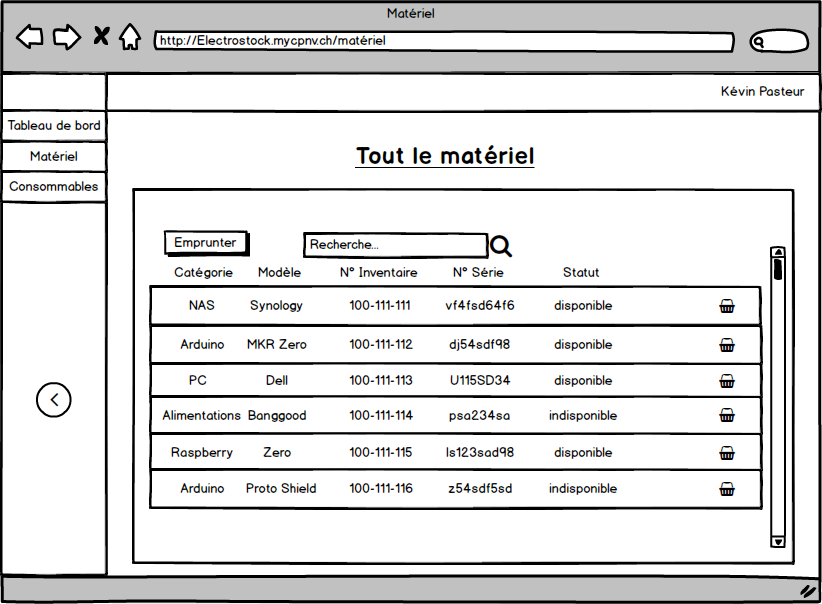 Matériel
http://Electrostock.mycpnv.ch/matériel
Kévin Pasteur
Tableau de bord
Matériel
Consommables
Tout le matériel
Emprunter
Recherche...
Catégorie Modèle N° Inventaire N° Série Statut
NAS Synology 100-111-111 vf4fsd64f6 disponible
Arduino MKR Zero 100-111-112 dj54sdf98 disponible
PC Dell 100-111-113 U115SD34 disponible
Alimentations Banggood 100-111-114 psa234sa indisponible
Raspberry Zero 100-111-115 ls123sad98 disponible
Arduino Proto Shield 100-111-116 z54sdf5sd indisponible